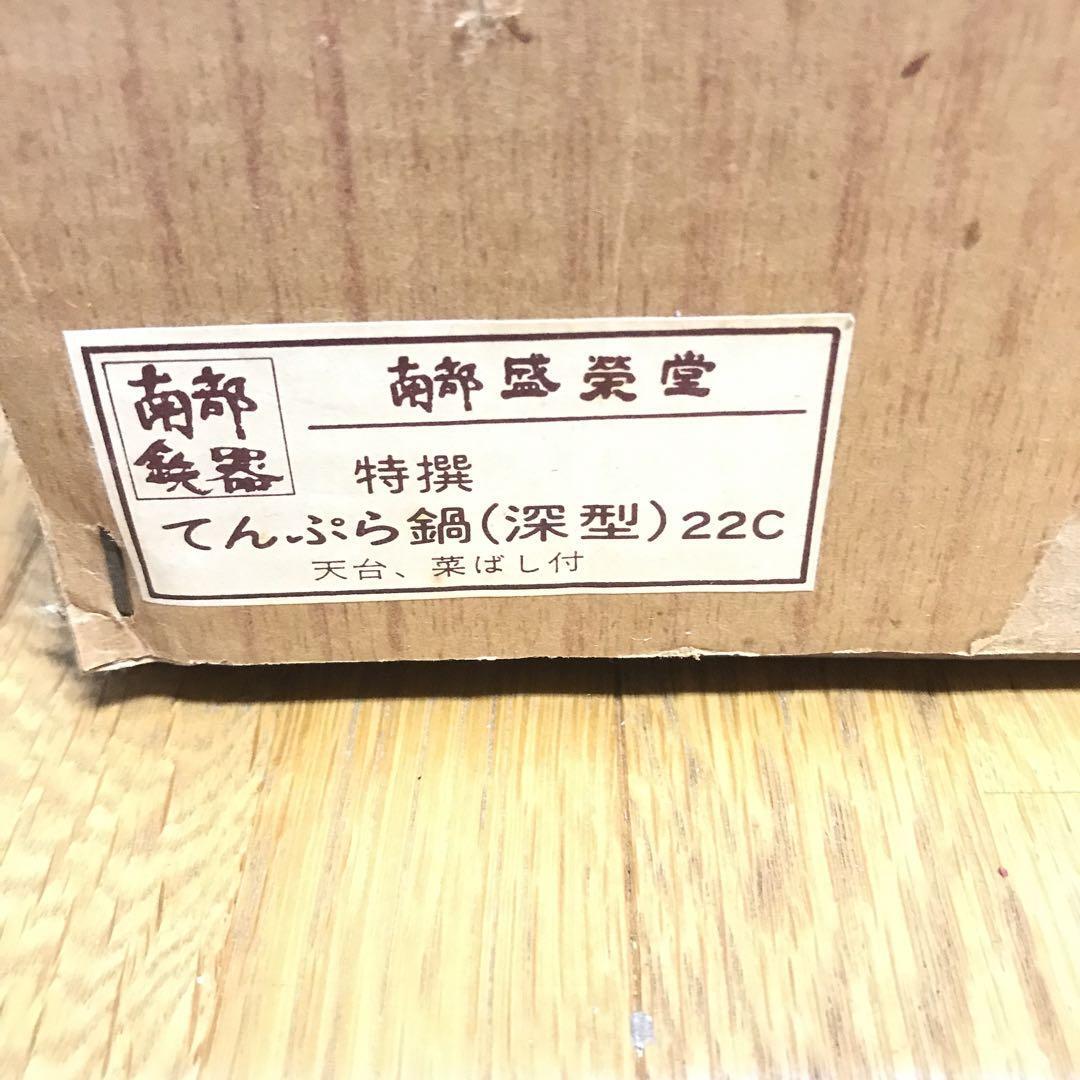 南部
鉄器
南部盛榮堂
特撰
てんぷら鍋(深型)22C
天台、菜ばし付